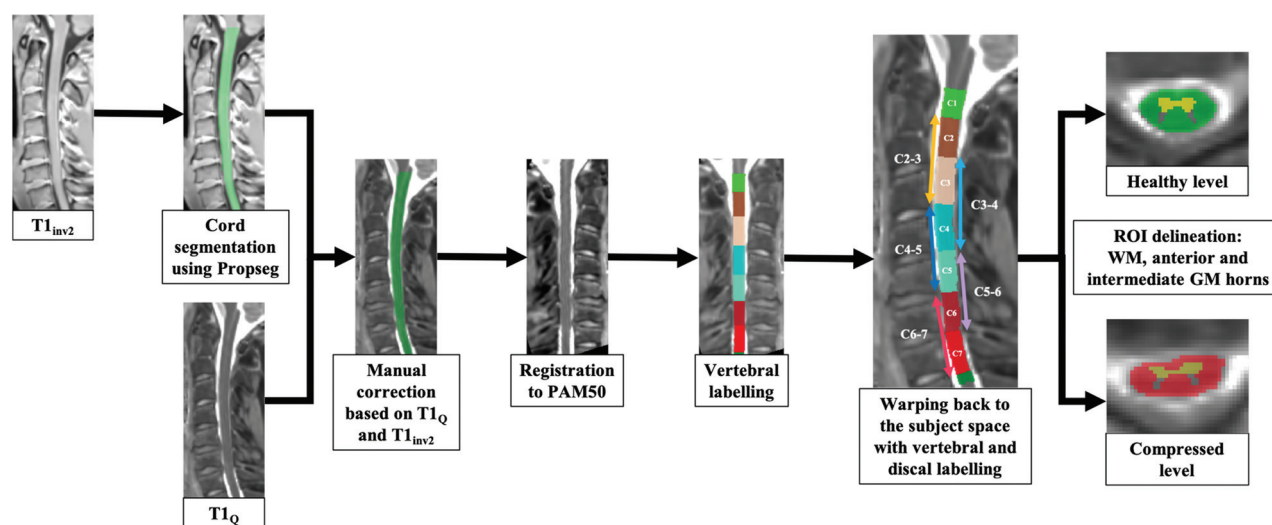 T1inv2
Cord
segmentation
using Propseg
T1Q
Manual
correction
based on T1Q
and T1inv2
Registration
to PAM50
Vertebral
labelling
C1
C2
C3
C4
C5
C6
C7
C2-3
C3-4
C4-5
C5-6
C6-7
Warping back to
the subject space
with vertebral and
discal labelling
Healthy level
ROI delineation:
WM, anterior and
intermediate GM horns
Compressed
level